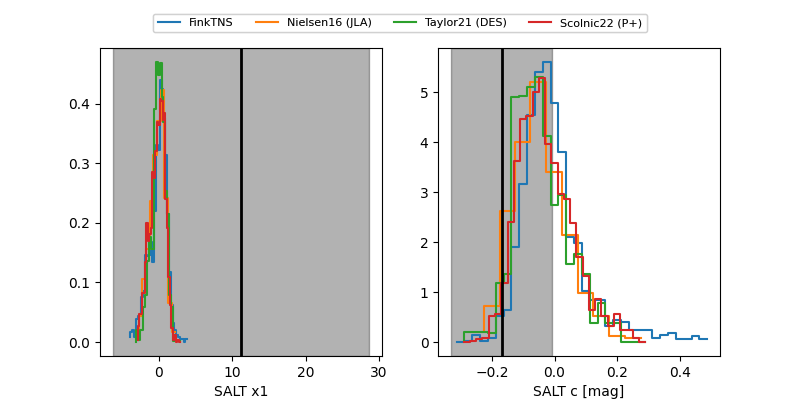 FinkTNS Nielsen16 (JLA) Taylor21 (DES) Scolnic22 (P+)
0.4
0.3
0.2
0.1
0.0
0 10 20 30
SALT x1
5
4
3
2
1
0
−0.2 0.0 0.2 0.4
SALT c [mag]